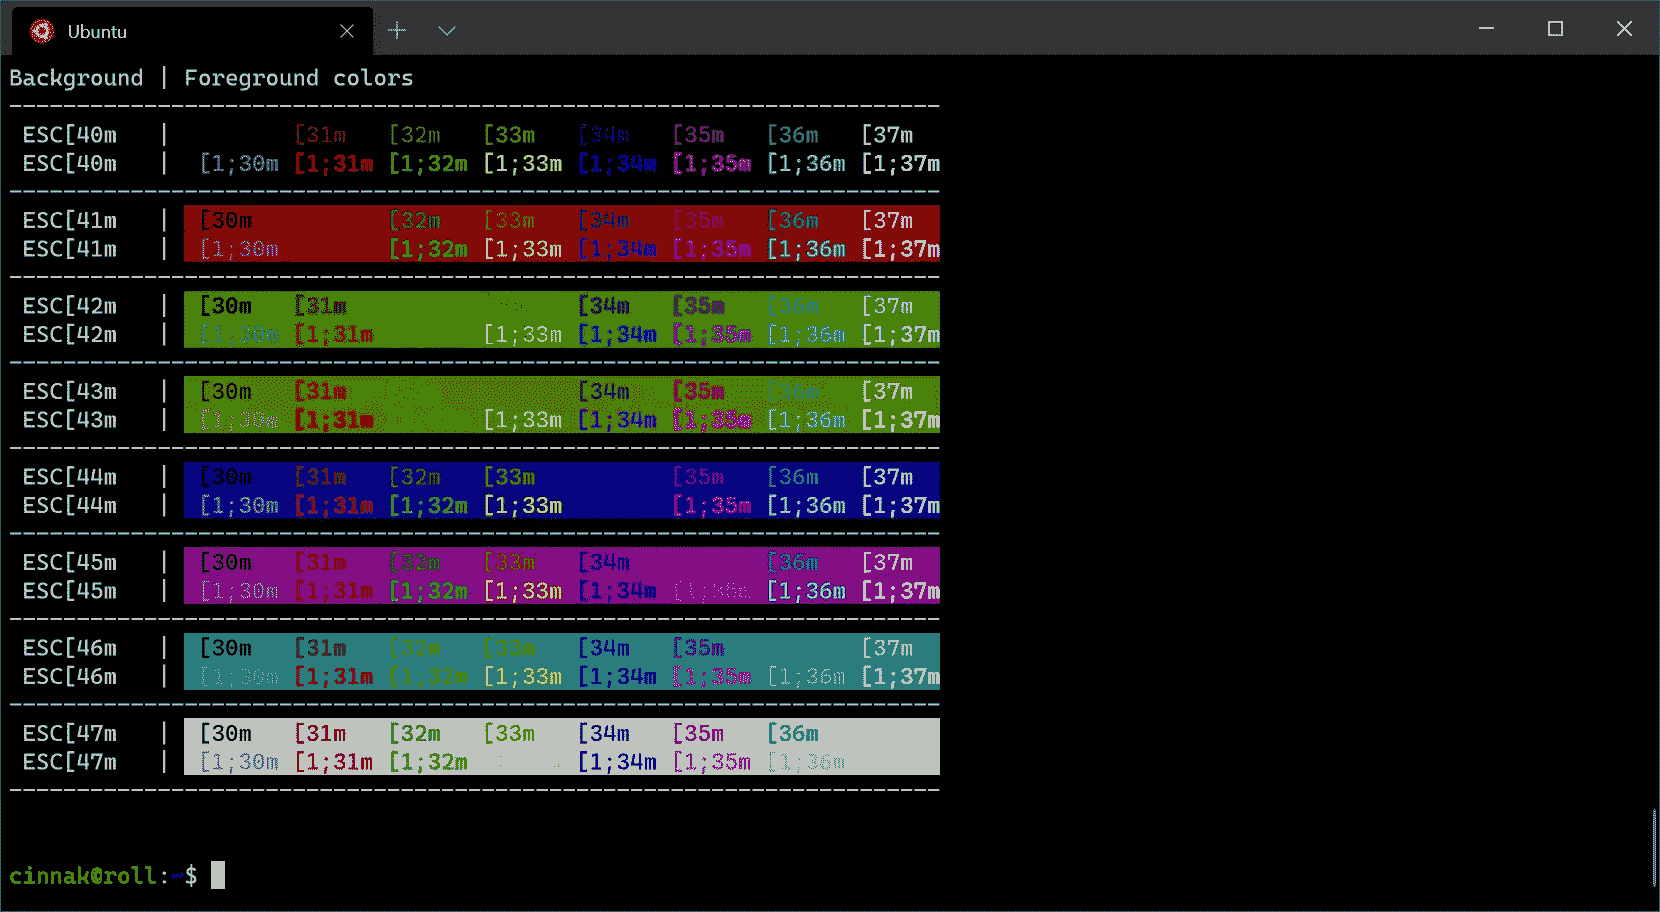 Ubuntu
Background | Foreground colors
---------------------------------------------------------------------
ESC[40m | [31m [32m [33m [34m [35m [36m [37m
ESC[40m | [1;30m [1;31m [1;32m [1;33m [1;34m [1;35m [1;36m [1;37m
---------------------------------------------------------------------
ESC[41m | [30m [32m [33m [34m [35m [36m [37m
ESC[41m | [1;30m [1;32m [1;33m [1;34m [1;35m [1;36m [1;37m
---------------------------------------------------------------------
ESC[42m | [30m [31m [34m [35m [36m [37m
ESC[42m | [1;30m [1;31m [1;33m [1;34m [1;35m [1;36m [1;37m
---------------------------------------------------------------------
ESC[43m | [30m [31m [34m [35m [36m [37m
ESC[43m | [1;30m [1;31m [1;33m [1;34m [1;35m [1;36m [1;37m
---------------------------------------------------------------------
ESC[44m | [30m [31m [32m [33m [35m [36m [37m
ESC[44m | [1;30m [1;31m [1;32m [1;33m [1;35m [1;36m [1;37m
---------------------------------------------------------------------
ESC[45m | [30m [31m [32m [33m [34m [36m [37m
ESC[45m | [1;30m [1;31m [1;32m [1;33m [1;34m [1;35m [1;36m [1;37m
---------------------------------------------------------------------
ESC[46m | [30m [31m [32m [33m [34m [35m [37m
ESC[46m | [1;30m [1;31m [1;32m [1;33m [1;34m [1;35m [1;36m [1;37m
---------------------------------------------------------------------
ESC[47m | [30m [31m [32m [33m [34m [35m [36m
ESC[47m | [1;30m [1;31m [1;32m [1;34m [1;35m [1;36m
---------------------------------------------------------------------
cinnak@roll:~$